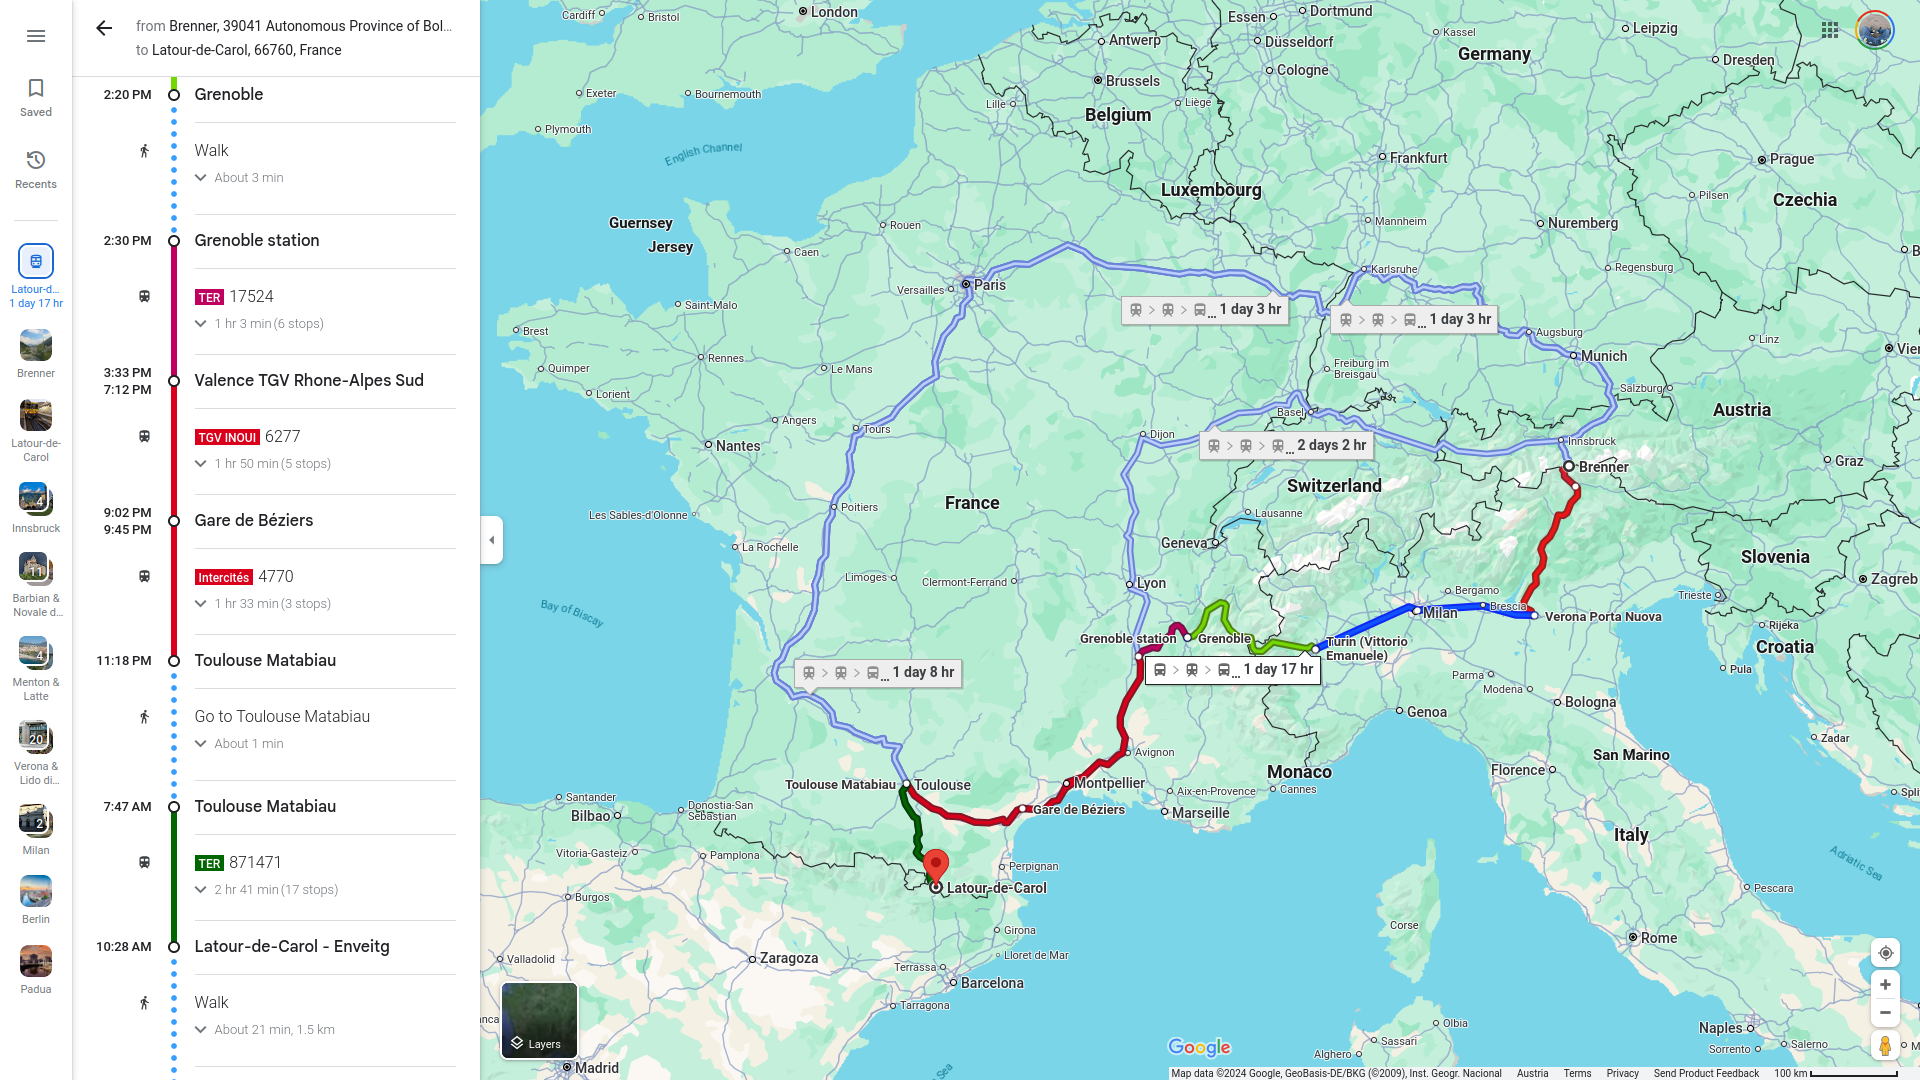 from Brenner, 39041 Autonomous Province of Bol...
to Latour-de-Carol, 66760, France
Saved
Recents
Latour-d...
1 day 17 hr
Brenner
Latour-de-
Carol
4
Innsbruck
11
Barbian &
Novale d...
4
Menton &
Latte
20
Verona &
Lido di...
2
Milan
Berlin
Padua
2:20 PM
Grenoble
Walk
About 3 min
2:30 PM
Grenoble station
TER 17524
1 hr 3 min (6 stops)
3:33 PM
7:12 PM
Valence TGV Rhone-Alpes Sud
TGV INOUI 6277
1 hr 50 min (5 stops)
9:02 PM
9:45 PM
Gare de Béziers
Intercités 4770
1 hr 33 min (3 stops)
11:18 PM
Toulouse Matabiau
Go to Toulouse Matabiau
About 1 min
7:47 AM
Toulouse Matabiau
TER 871471
2 hr 41 min (17 stops)
10:28 AM
Latour-de-Carol - Enveitg
Walk
About 21 min, 1.5 km
Cardiff
Bristol
London
Essen
Dortmund
Leipzig
Kassel
Antwerp
Düsseldorf
Germany
Dresden
Brussels
Cologne
Exeter
Bournemouth
Lille
Liège
Belgium
Plymouth
English Channel
Frankfurt
Prague
Luxembourg
Pilsen
Czechia
Guernsey
Jersey
Rouen
Mannheim
Nuremberg
Caen
B
Karlsruhe
Regensburg
Versailles
Paris
Saint-Malo
1 day 3 hr
1 day 3 hr
Brest
Augsburg
Linz
Vien
Rennes
Munich
Quimper
Le Mans
Freiburg im
Breisgau
Salzburg
Lorient
Basel
Austria
Angers
Tours
Dijon
Nantes
Innsbruck
2 days 2 hr
Graz
Brenner
Switzerland
France
Poitiers
Lausanne
Les Sables-d'Olonne
Geneva
La Rochelle
Slovenia
Limoges
Clermont-Ferrand
Lyon
Bergamo
Zagreb
Trieste
Bay of Biscay
Milan
Brescia
Verona Porta Nuova
Rijeka
Grenoble station
Grenoble
Turin (Vittorio
Emanuele)
Croatia
1 day 8 hr
1 day 17 hr
Parma
Pula
Modena
Bologna
Genoa
Zadar
Avignon
San Marino
Monaco
Florence
Toulouse Matabiau
Toulouse
Montpellier
Aix-en-Provence
Cannes
Santander
Donostia-San
Sebastian
Gare de Béziers
Marseille
Split
Bilbao
Italy
Vitoria-Gasteiz
Pamplona
Perpignan
Adriatic Sea
Latour-de-Carol
Pescara
Burgos
Corse
Girona
Rome
Valladolid
Zaragoza
Lloret de Mar
Terrassa
Barcelona
Tarragona
nca
Olbia
Naples
Layers
Sassari
Salerno
Google
Alghero
Sorrento
M
Madrid
Sea
Map data ©2024 Google, GeoBasis-DE/BKG (©2009), Inst. Geogr. Nacional
Austria
Terms
Privacy
Send Product Feedback
100 km